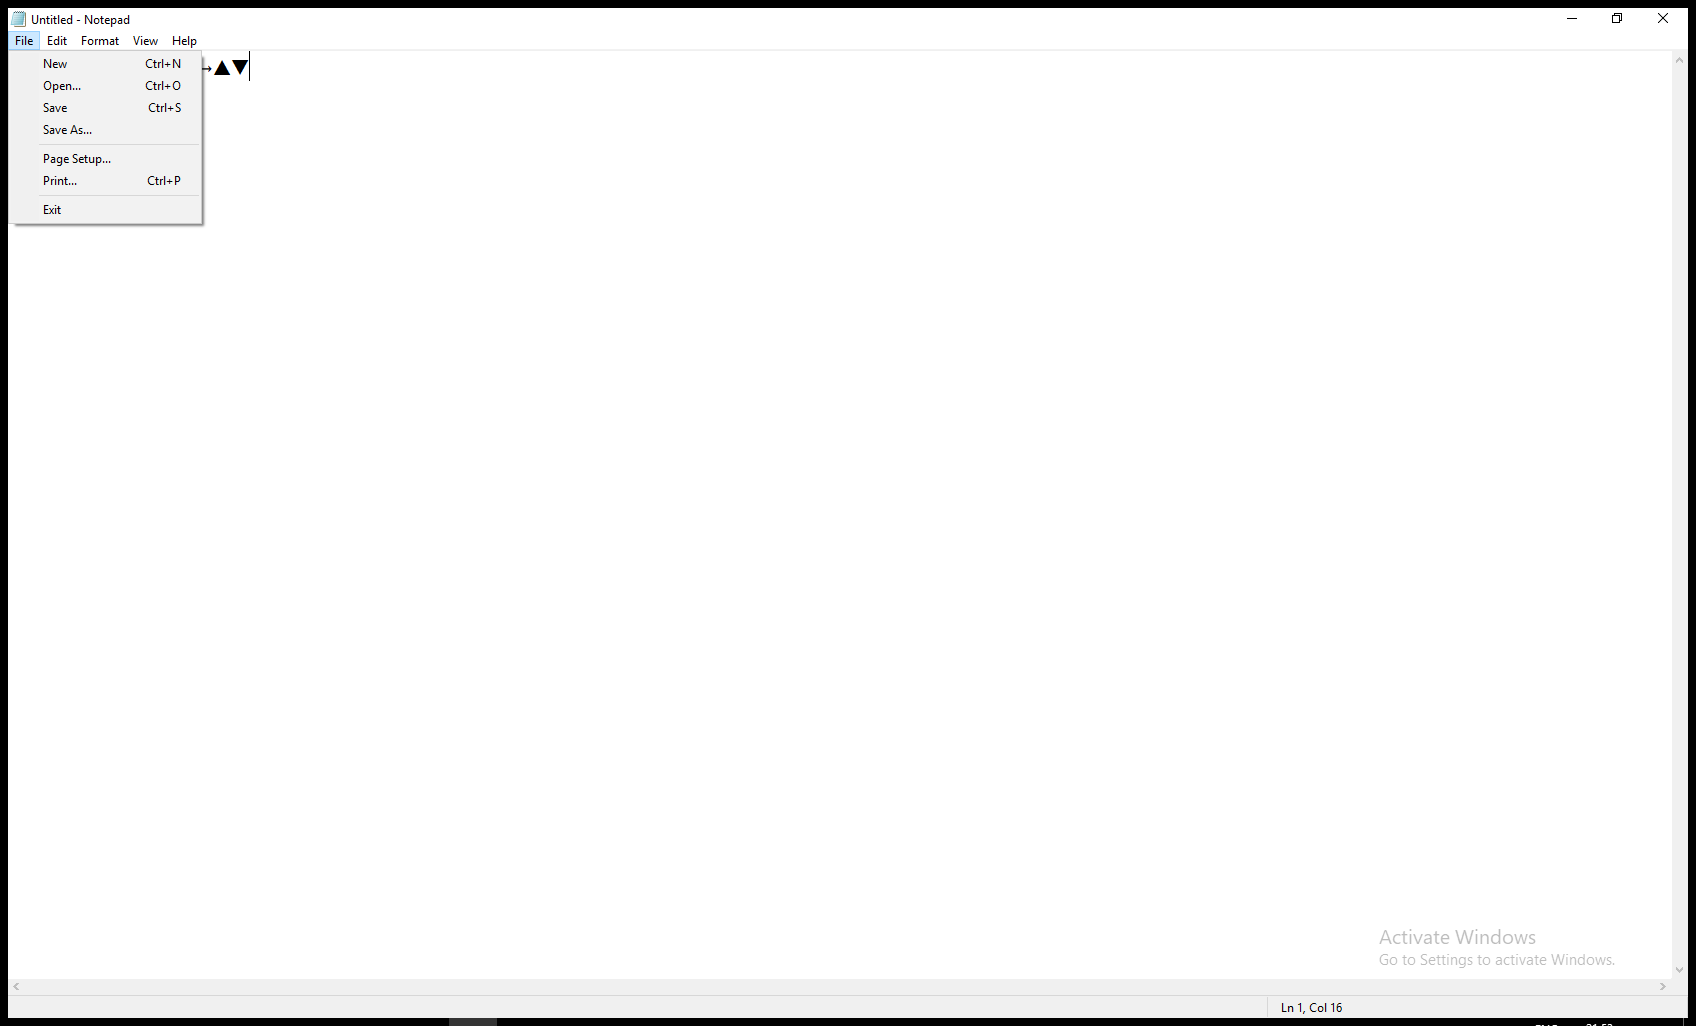 Untitled - Notepad
File Edit Format View Help
→▲▼
New Ctrl+N
Open... Ctrl+O
Save Ctrl+S
Save As...
Page Setup...
Print... Ctrl+P
Exit
Activate Windows
Go to Settings to activate Windows.
Ln 1, Col 16